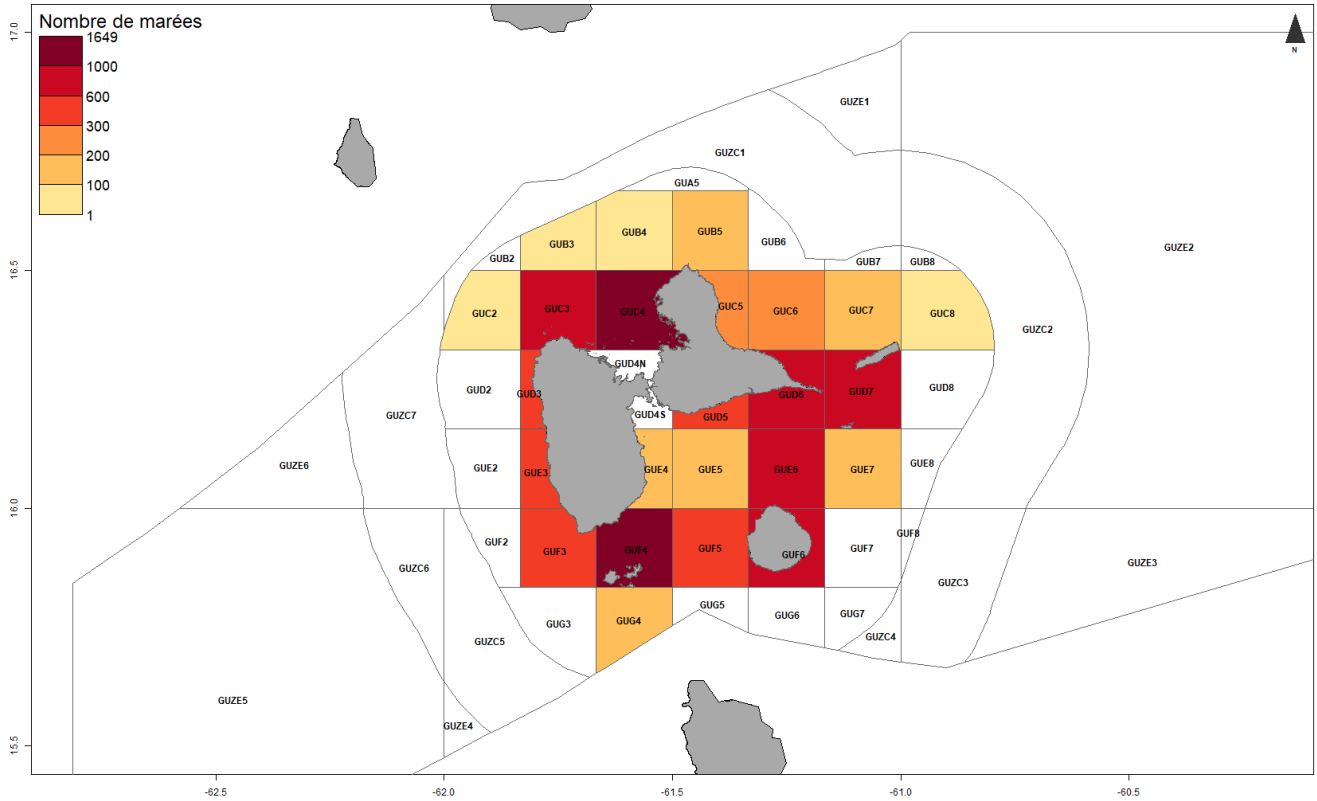 Nombre de marées
1649
1000
600
300
200
100
1
N
17.0
16.5
16.0
15.5
-62.5
-62.0
-61.5
-61.0
-60.5
GUZE1
GUZC1
GUA5
GUZE2
GUB2
GUB3
GUB4
GUB5
GUB6
GUB7
GUB8
GUC2
GUC3
GUC4
GUC5
GUC6
GUC7
GUC8
GUZC2
GUD4N
GUZC7
GUD2
GUD3
GUD4S
GUD5
GUD6
GUD7
GUD8
GUZE6
GUE2
GUE3
GUE4
GUE5
GUE6
GUE7
GUE8
GUF2
GUF3
GUF4
GUF5
GUF6
GUF7
GUF8
GUZE3
GUZC6
GUZC3
GUG3
GUG4
GUG5
GUG6
GUG7
GUZC5
GUZC4
GUZE5
GUZE4